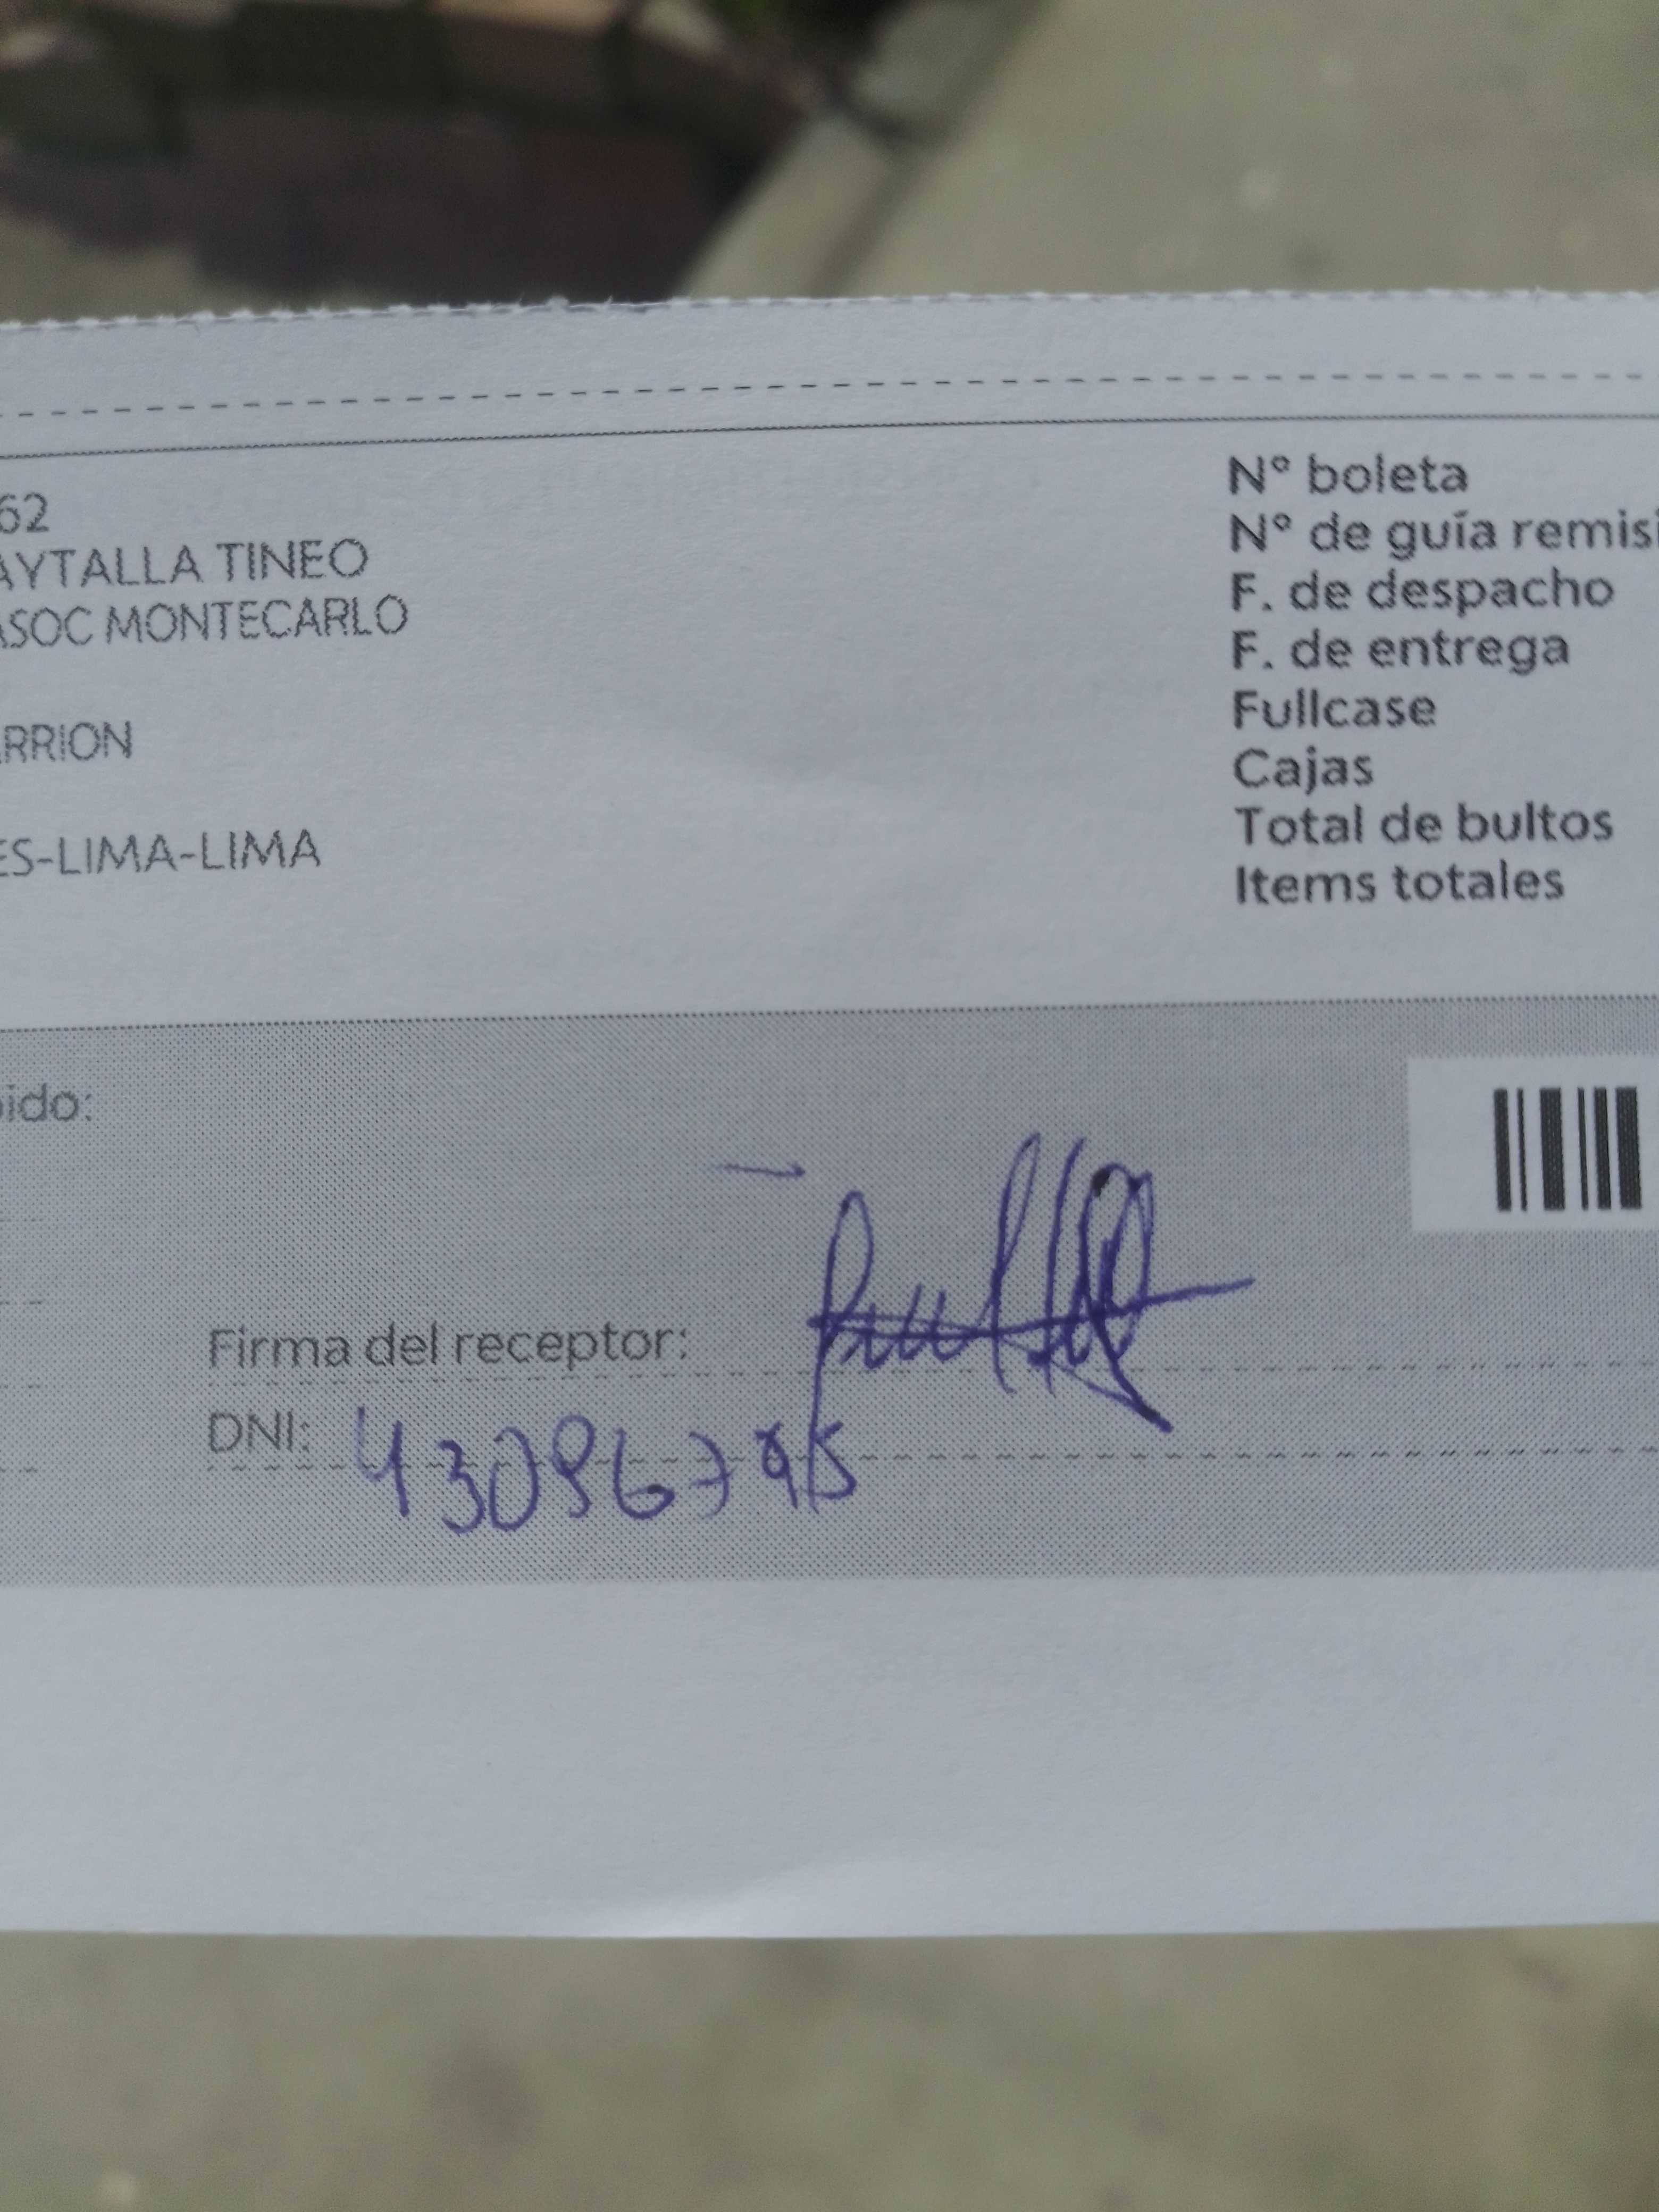 62
AYTALLA TINEO
ASOC MONTECARLO
RRION
ES-LIMA-LIMA
N° boleta
N° de guía remisi
F. de despacho
F. de entrega
Fullcase
Cajas
Total de bultos
Items totales
bido:
Firma del receptor:
DNI: